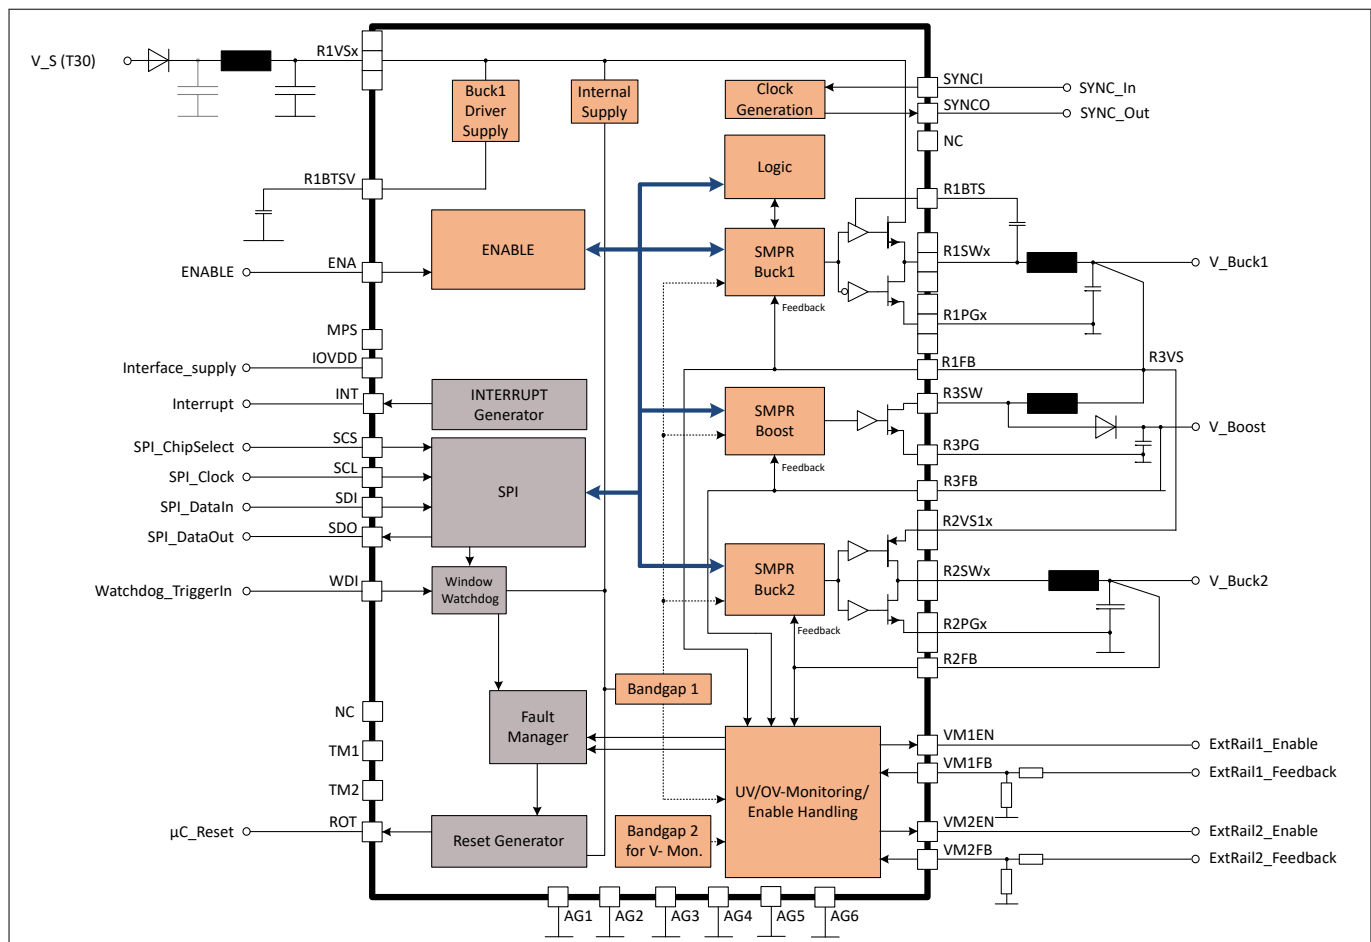 V_S (T30)
R1VSx
Buck1
Driver
Supply
Internal
Supply
Clock
Generation
SYNCI
SYNC_In
SYNCO
SYNC_Out
NC
Logic
R1BTSV
R1BTS
ENABLE
SMPR
Buck1
R1SWx
V_Buck1
ENABLE
ENA
Feedback
R1PGx
MPS
IOVDD
Interface_supply
R1FB
R3VS
INT
Interrupt
INTERRUPT
Generator
SMPR
Boost
R3SW
V_Boost
R3PG
SPI_ChipSelect
SCS
Feedback
SPI_Clock
SCL
SPI
R3FB
SPI_DataIn
SDI
SPI_DataOut
SDO
R2VS1x
SMPR
Buck2
R2SWx
V_Buck2
Watchdog_TriggerIn
WDI
Window
Watchdog
R2PGx
Feedback
R2FB
Bandgap 1
NC
Fault
Manager
TM1
VM1EN
ExtRail1_Enable
VM1FB
ExtRail1_Feedback
TM2
UV/OV-Monitoring/
Enable Handling
µC_Reset
ROT
Reset Generator
Bandgap 2
for V- Mon.
VM2EN
ExtRail2_Enable
VM2FB
ExtRail2_Feedback
AG1
AG2
AG3
AG4
AG5
AG6